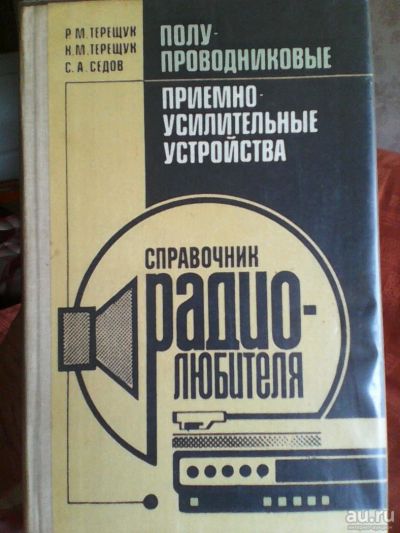 Р. М. ТЕРЕЩУК
К. М. ТЕРЕЩУК
С. А. СЕДОВ
ПОЛУ-
ПРОВОДНИКОВЫЕ
ПРИЕМНО-
УСИЛИТЕЛЬНЫЕ
УСТРОЙСТВА
СПРАВОЧНИК
РАДИО-
ЛЮБИТЕЛЯ
au.ru